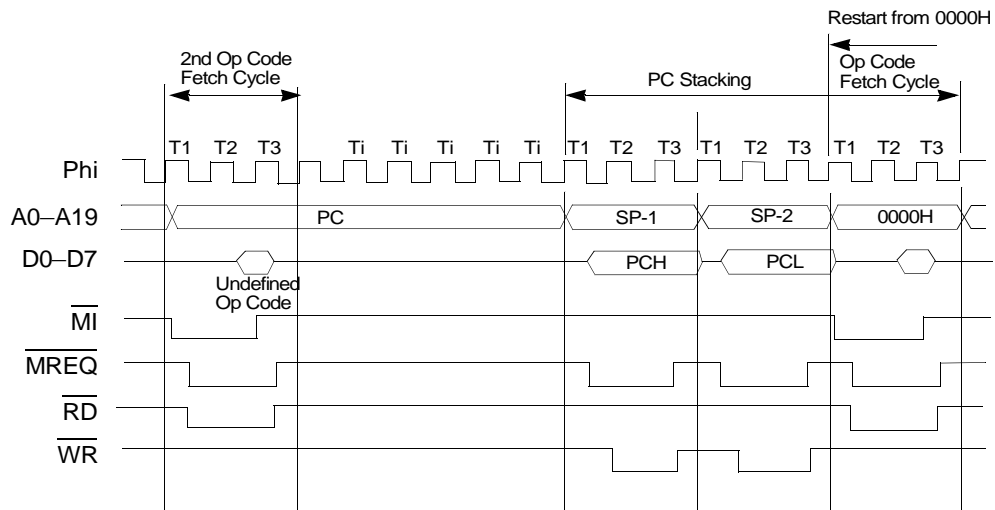 Restart from 0000H
2nd Op Code
Fetch Cycle
PC Stacking
Op Code
Fetch Cycle
T1 T2 T3 Ti Ti Ti Ti Ti T1 T2 T3 T1 T2 T3 T1 T2 T3
Phi
A0–A19 PC SP-1 SP-2 0000H
D0–D7 PCH PCL
Undefined
Op Code
MI
MREQ
RD
WR